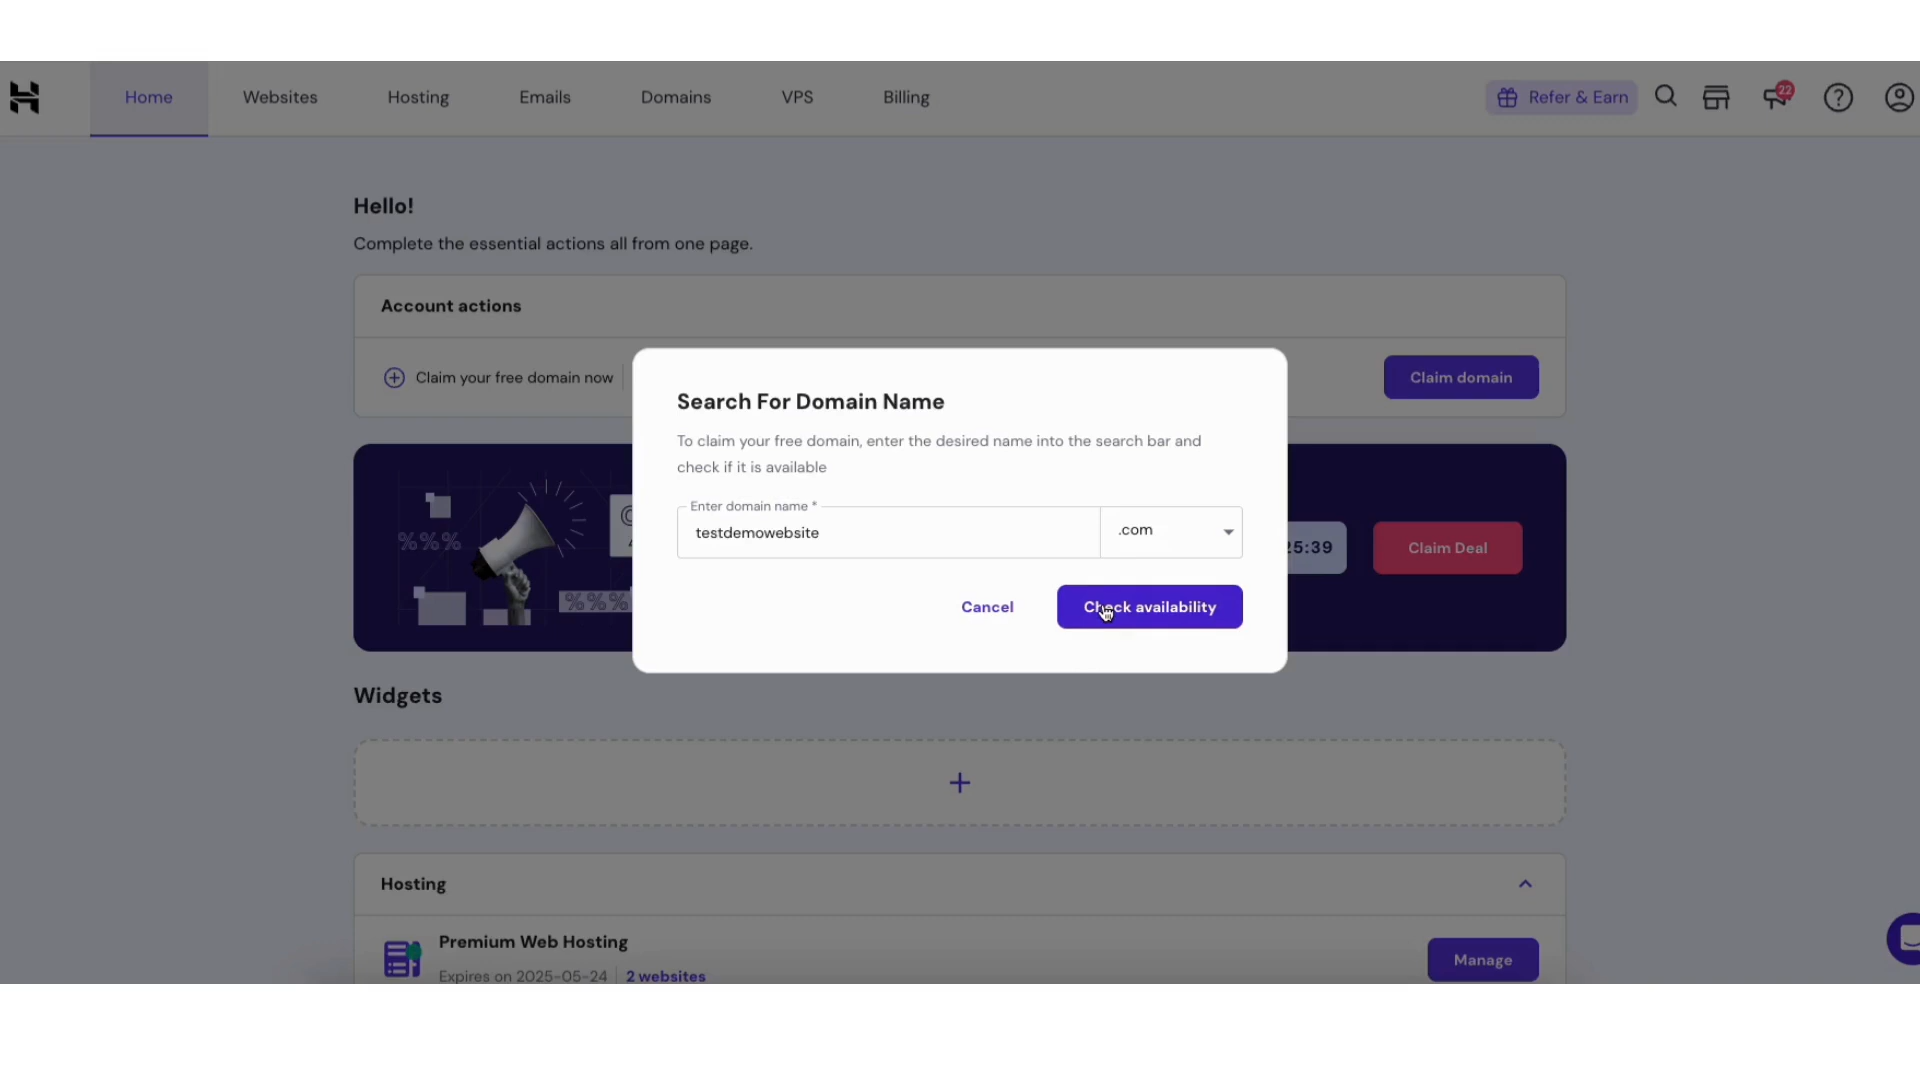 Home Websites Hosting Emails Domains VPS Billing Refer & Earn 22
Hello!
Complete the essential actions all from one page.
Account actions
Claim your free domain now
Claim domain
Search For Domain Name
To claim your free domain, enter the desired name into the search bar and
check if it is available
Enter domain name *
testdemowebsite .com
%%% 25:39 Claim Deal
%%%
Cancel Check availability
Widgets
Hosting
Premium Web Hosting
Expires on 2025-05-24 2 websites
Manage